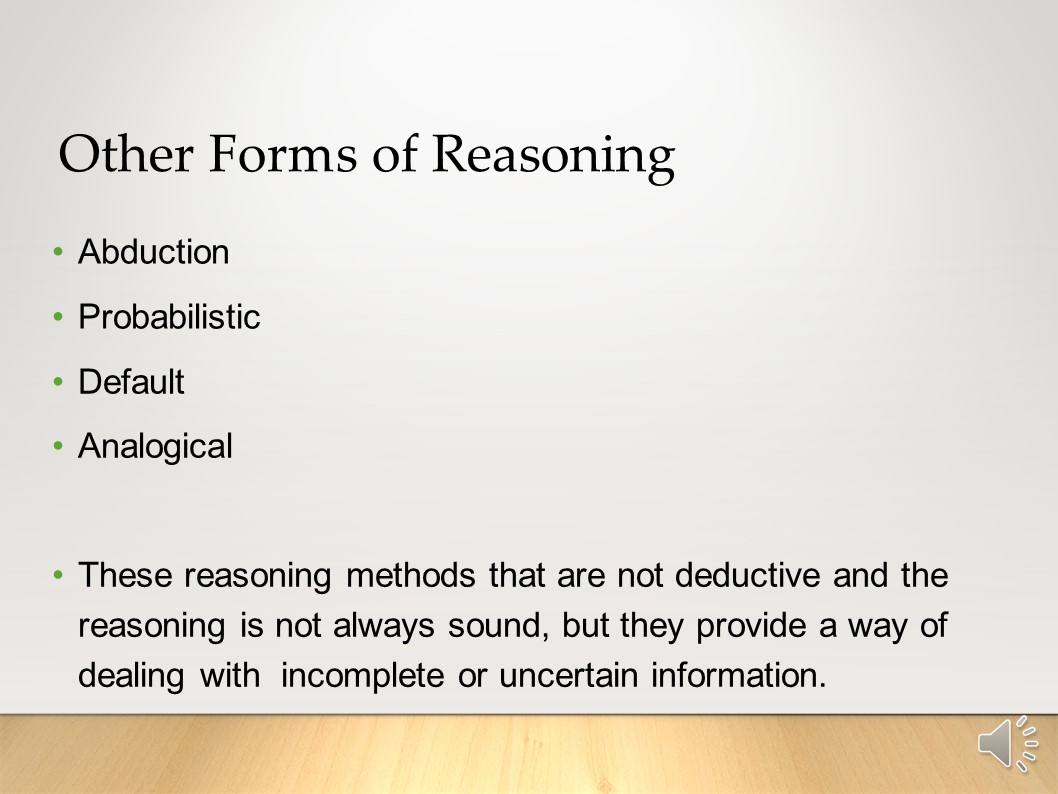 Other Forms of Reasoning
• Abduction
• Probabilistic
• Default
• Analogical
• These reasoning methods that are not deductive and the
reasoning is not always sound, but they provide a way of
dealing with  incomplete or uncertain information.